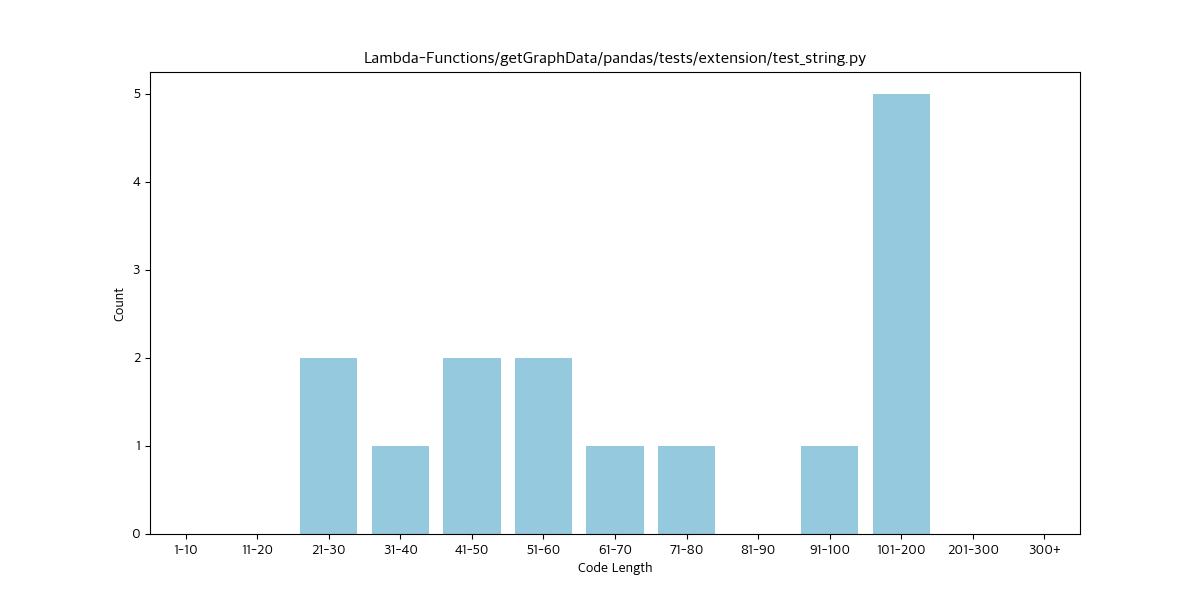 Lambda-Functions/getGraphData/pandas/tests/extension/test_string.py
5
4
3
2
1
0
Count
1-10 11-20 21-30 31-40 41-50 51-60 61-70 71-80 81-90 91-100 101-200 201-300 300+
Code Length